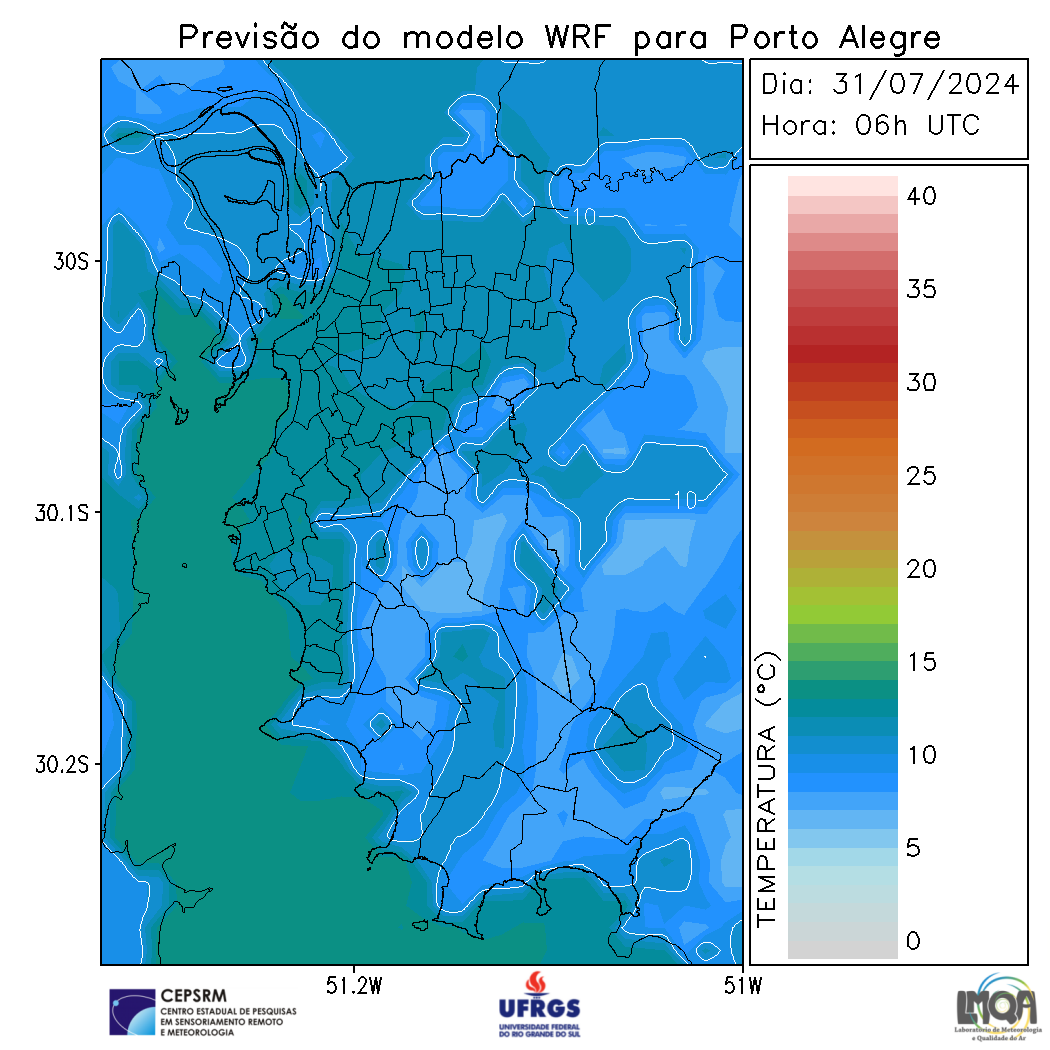 Previsão do modelo WRF para Porto Alegre
Dia: 31/07/2024
Hora: 06h UTC
40
35
30
25
20
15
10
5
0
TEMPERATURA (°C)
30S
30.1S
30.2S
51.2W
51W
10
10
CEPSRM
CENTRO ESTADUAL DE PESQUISAS
EM SENSORIAMENTO REMOTO
E METEOROLOGIA
UFRGS
UNIVERSIDADE FEDERAL
DO RIO GRANDE DO SUL
LMQA
Laboratório de Meteorologia
e Qualidade do Ar